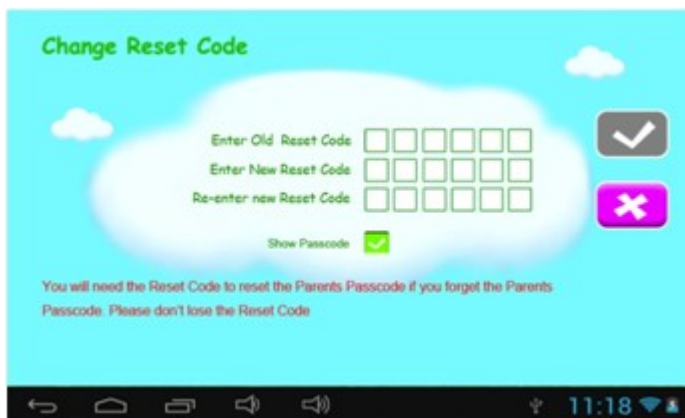 Change Reset Code
Enter Old Reset Code
Enter New Reset Code
Re-enter new Reset Code
Show Passcode
You will need the Reset Code to reset the Parents Passcode if you forget the Parents
Passcode. Please don't lose the Reset Code
11:18